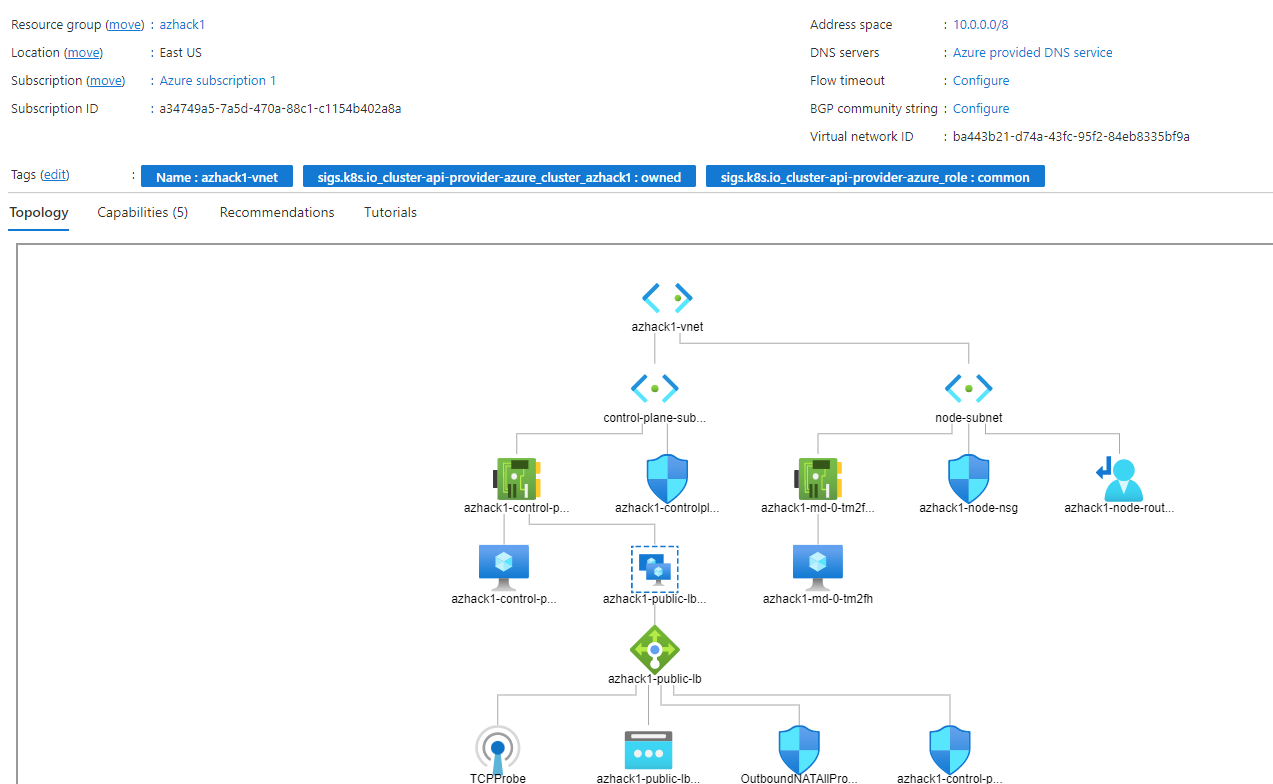 Resource group (move) : azhack1
Location (move) : East US
Subscription (move) : Azure subscription 1
Subscription ID : a34749a5-7a5d-470a-88c1-c1154b402a8a
Address space : 10.0.0.0/8
DNS servers : Azure provided DNS service
Flow timeout : Configure
BGP community string : Configure
Virtual network ID : ba443b21-d74a-43fc-95f2-84eb8335bf9a
Tags (edit) : Name : azhack1-vnet sigs.k8s.io_cluster-api-provider-azure_cluster_azhack1 : owned sigs.k8s.io_cluster-api-provider-azure_role : common
Topology Capabilities (5) Recommendations Tutorials
azhack1-vnet
control-plane-sub... node-subnet
azhack1-control-p... azhack1-controlpl... azhack1-md-0-tm2f... azhack1-node-nsg azhack1-node-rout...
azhack1-control-p... azhack1-public-lb... azhack1-md-0-tm2fh
azhack1-public-lb
TCPProbe azhack1-public-lb... OutboundNATAllPro... azhack1-control-p...